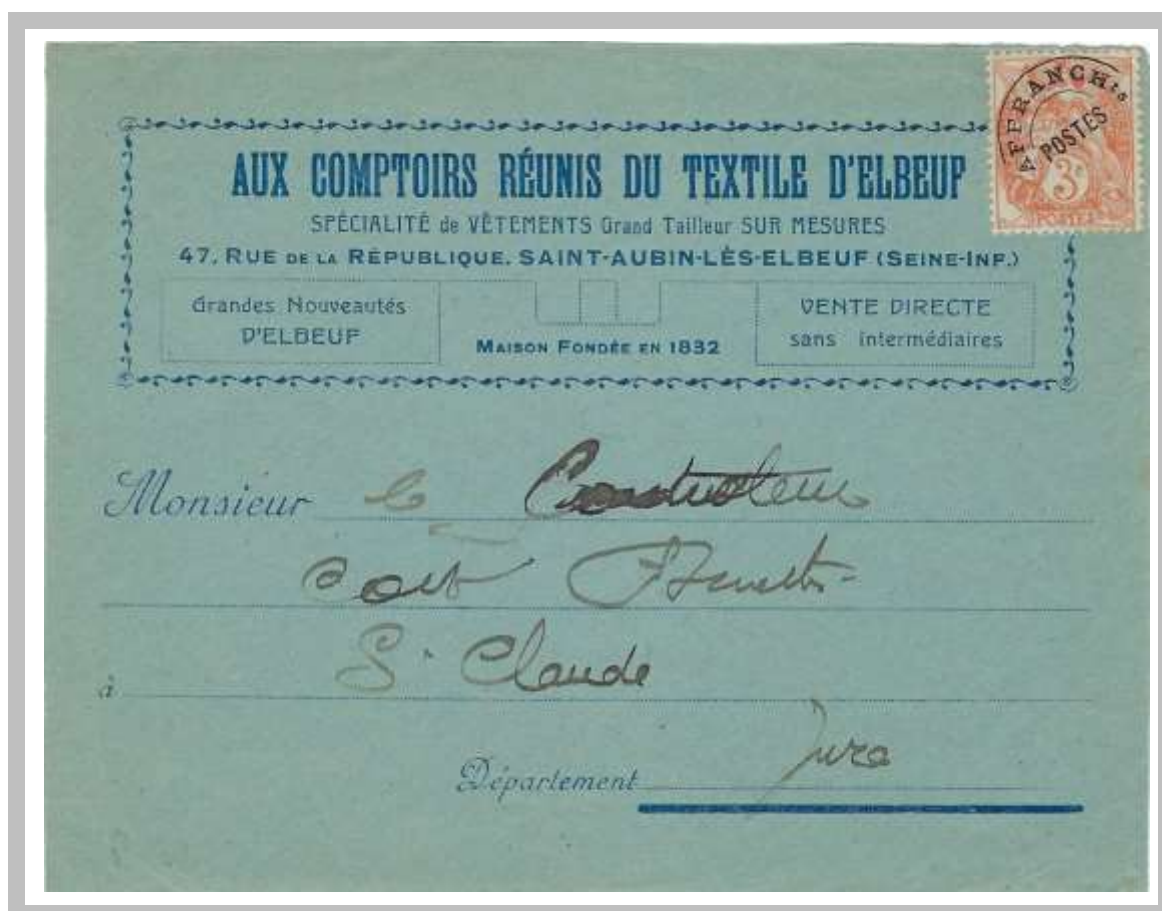 AFFRANCHts
POSTES
3c
POSTES
AUX COMPTOIRS RÉUNIS DU TEXTILE D'ELBEUF
SPÉCIALITÉ de VÊTEMENTS Grand Tailleur SUR MESURES
47, RUE DE LA RÉPUBLIQUE, SAINT-AUBIN-LÈS-ELBEUF (SEINE-INF.)
Grandes Nouveautés
D'ELBEUF
MAISON FONDÉE EN 1832
VENTE DIRECTE
sans intermédiaires
Monsieur le Controleur
S. Claude
à
Département Jura